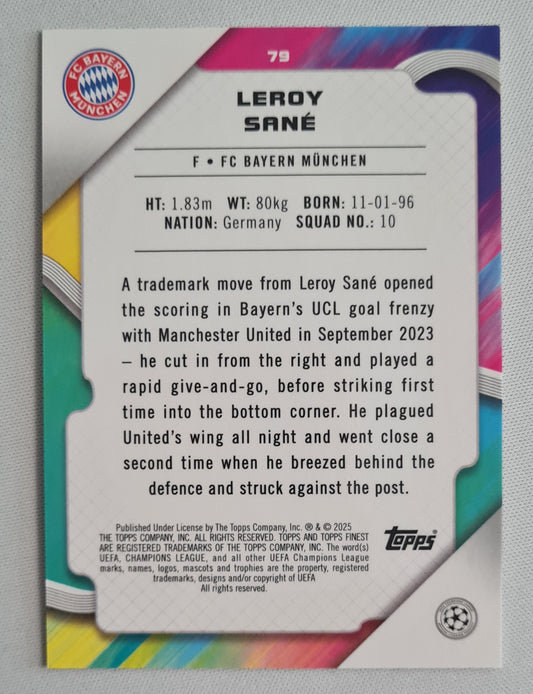 FC BAYERN
MÜNCHEN
79
LEROY
SANÉ
F • FC BAYERN MÜNCHEN
HT: 1.83m WT: 80kg BORN: 11-01-96
NATION: Germany SQUAD NO.: 10
A trademark move from Leroy Sané opened
the scoring in Bayern's UCL goal frenzy
with Manchester United in September 2023
– he cut in from the right and played a
rapid give-and-go, before striking first
time into the bottom corner. He plagued
United's wing all night and went close a
second time when he breezed behind the
defence and struck against the post.
Published Under License by The Topps Company, Inc. ® & © 2025
THE TOPPS COMPANY, INC. ALL RIGHTS RESERVED. TOPPS AND TOPPS FINEST
ARE REGISTERED TRADEMARKS OF THE TOPPS COMPANY, INC. The word(s)
UEFA, CHAMPIONS LEAGUE, and all other UEFA Champions League
marks, names, logos, mascots and trophies are the property, registered
trademarks, designs and/or copyright of UEFA
All rights reserved.
Topps